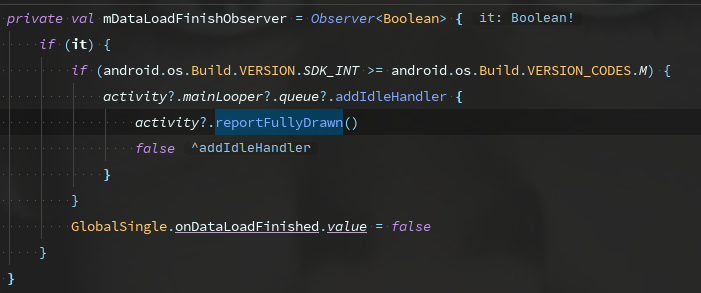 private val mDataLoadFinishObserver = Observer<Boolean> { it: Boolean!
if (it) {
if (android.os.Build.VERSION.SDK_INT >= android.os.Build.VERSION_CODES.M) {
activity?.mainLooper?.queue?.addIdleHandler {
activity?.reportFullyDrawn()
false ^addIdleHandler
}
}
GlobalSingle.onDataLoadFinished.value = false
}
}